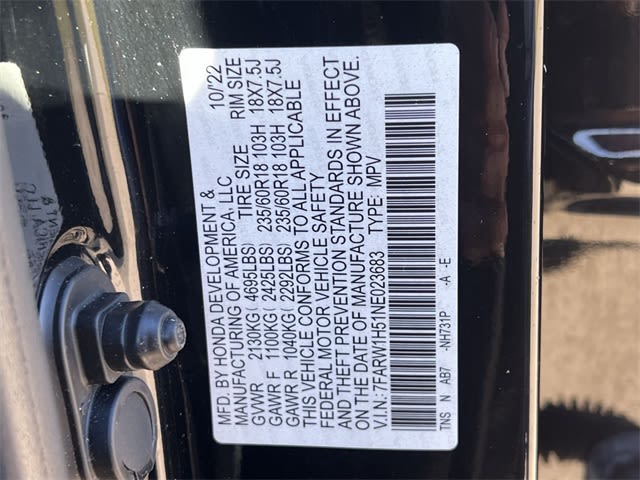 MFD. BY HONDA DEVELOPMENT & 10/22
MANUFACTURING OF AMERICA, LLC
TIRE SIZE RIM SIZE
GVWR 2130KG ( 4695LBS)
GAWR F 1100KG ( 2425LBS) 235/60R18 103H 18X7.5J
GAWR R 1040KG ( 2292LBS) 235/60R18 103H 18X7.5J
THIS VEHICLE CONFORMS TO ALL APPLICABLE
FEDERAL MOTOR VEHICLE SAFETY
AND THEFT PREVENTION STANDARDS IN EFFECT
ON THE DATE OF MANUFACTURE SHOWN ABOVE.
V.I.N.: 7FARW1H51NE023683 TYPE: MPV
TNS N AB7 -NH731P -A -E